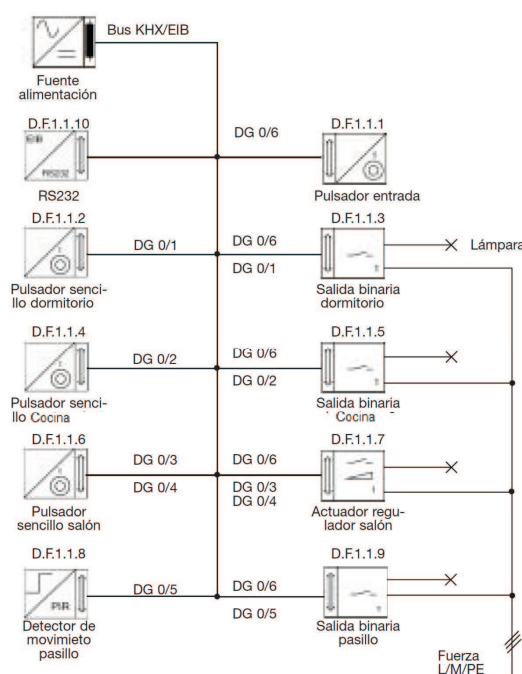 Bus KHX/EIB
Fuente
alimentación
D.F.1.1.10
DG 0/6
D.F.1.1.1
EIB
RS232
RS232
Pulsador entrada
D.F.1.1.2
D.F.1.1.3
DG 0/1
DG 0/6
DG 0/1
Lámpara
Pulsador senci-
llo dormitorio
Salida binaria
dormitorio
D.F.1.1.4
D.F.1.1.5
DG 0/2
DG 0/6
DG 0/2
Pulsador senci-
llo Cocina
Salida binaria
Cocina
D.F.1.1.6
D.F.1.1.7
DG 0/3
DG 0/4
DG 0/6
DG 0/3
DG 0/4
Pulsador
sencillo salón
Actuador regu-
lador salón
D.F.1.1.8
D.F.1.1.9
PIR
DG 0/5
DG 0/6
DG 0/5
Detector de
movimieto
pasillo
Salida binaria
pasillo
Fuerza
L/M/PE